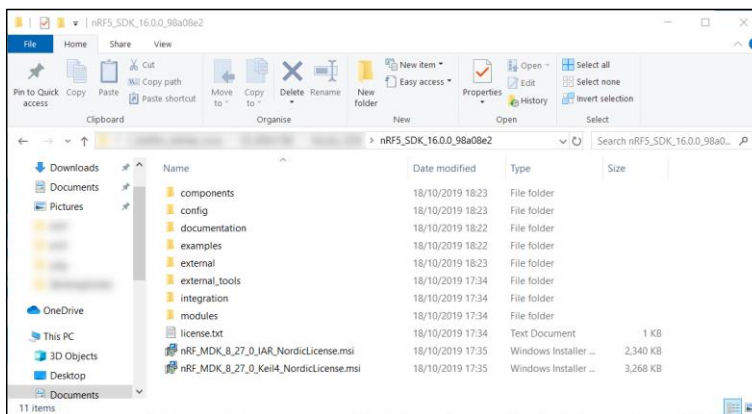 nRF5_SDK_16.0.0_98a08e2
File Home Share View
Pin to Quick access
Copy
Paste
Cut
Copy path
Paste shortcut
Clipboard
Move to
Copy to
Delete
Rename
Organise
New folder
New item
Easy access
New
Properties
Open
Edit
History
Open
Select all
Select none
Invert selection
Select
> nRF5_SDK_16.0.0_98a08e2
Search nRF5_SDK_16.0.0_98a0...
Downloads
Documents
Pictures
OneDrive
This PC
3D Objects
Desktop
Documents
Name Date modified Type Size
components 18/10/2019 18:23 File folder
config 18/10/2019 18:23 File folder
documentation 18/10/2019 18:22 File folder
examples 18/10/2019 18:22 File folder
external 18/10/2019 18:23 File folder
external_tools 18/10/2019 17:34 File folder
integration 18/10/2019 17:34 File folder
modules 18/10/2019 17:34 File folder
license.txt 18/10/2019 17:34 Text Document 1 KB
nRF_MDK_8_27_0_IAR_NordicLicense.msi 18/10/2019 17:35 Windows Installer ... 2,340 KB
nRF_MDK_8_27_0_Keil4_NordicLicense.msi 18/10/2019 17:35 Windows Installer ... 3,268 KB
11 items